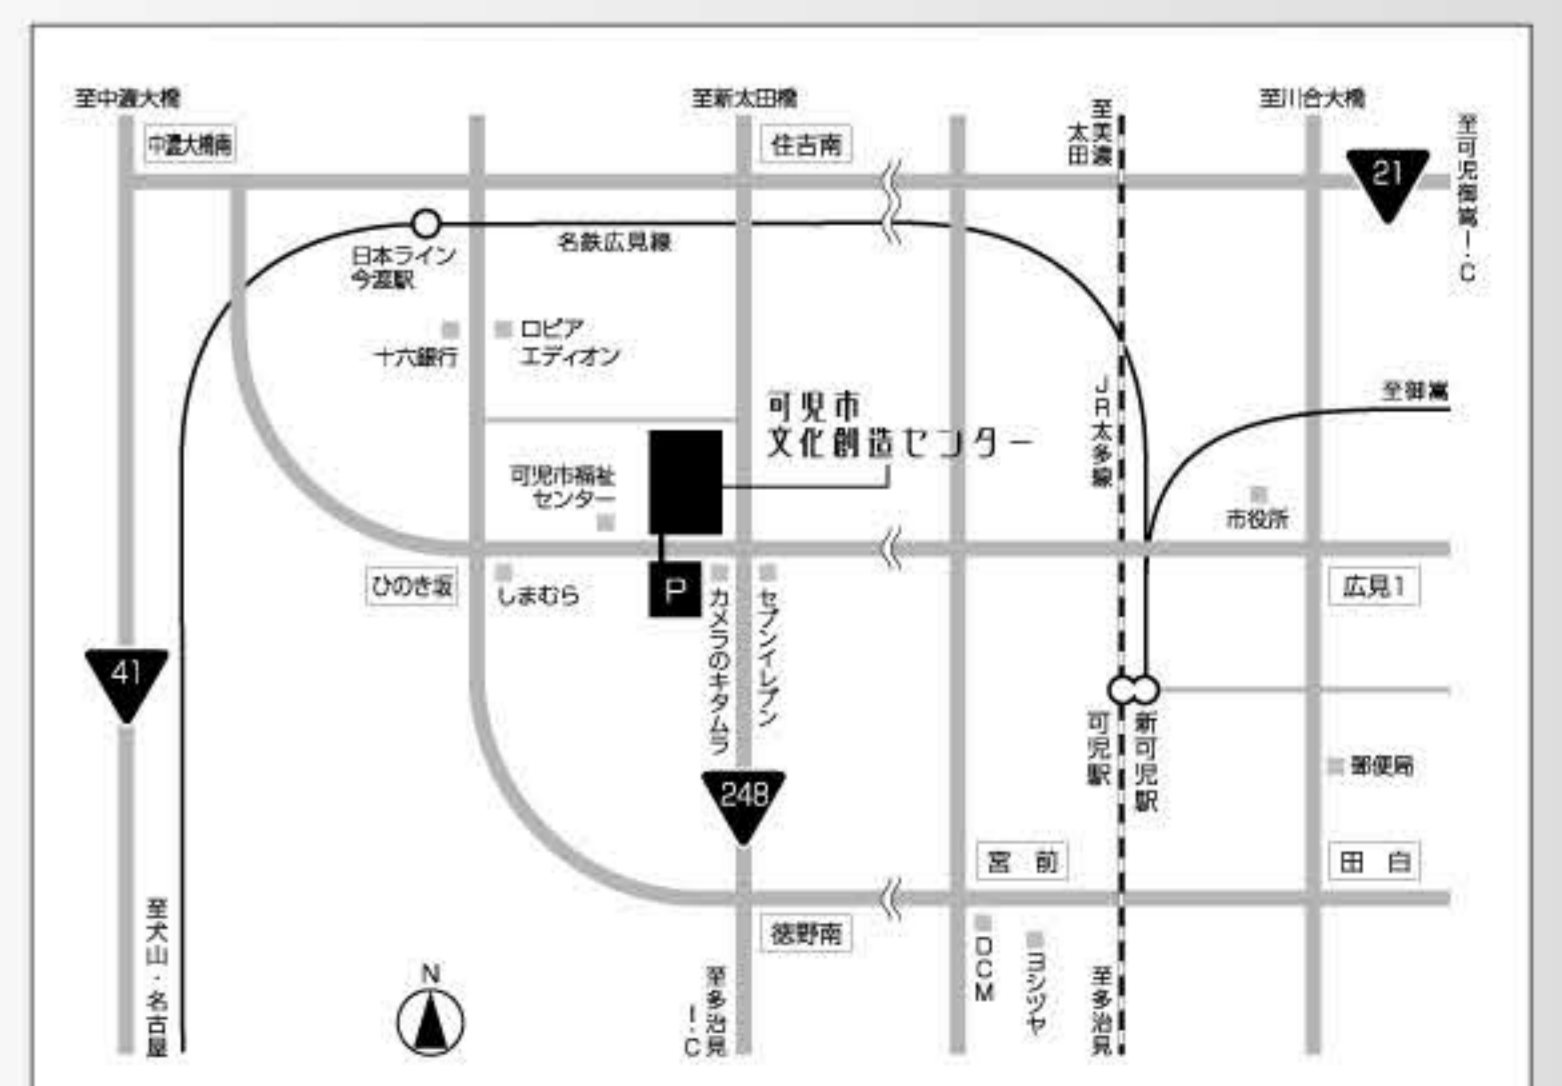 至中濃大橋
至新太田橋
至川合大橋
至美濃
太田
至可児御嵩I・C
中濃大橋南
住吉南
21
日本ライン
今渡駅
名鉄広見線
十六銀行
ロピア
エディオン
JR太多線
至御嵩
可児市
文化創造センター
可児市福祉
センター
市役所
ひのき坂
しまむら
P
カメラのキタムラ
セブンイレブン
広見1
41
248
可児駅
新可児駅
郵便局
宮 前
田 白
徳野南
DCM
ヨシヅヤ
至犬山・名古屋
N
至多治見
I・C
至多治見